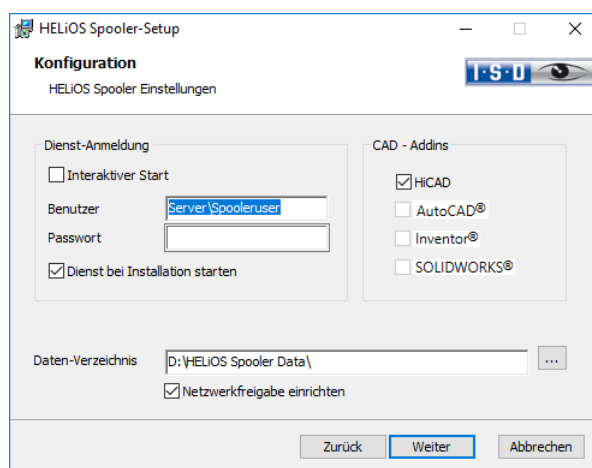 HELiOS Spooler-Setup
Konfiguration
HELiOS Spooler Einstellungen
I·S·D
Dienst-Anmeldung
Interaktiver Start
Benutzer
Server\Spooleruser
Passwort
Dienst bei Installation starten
CAD - Addins
HiCAD
AutoCAD®
Inventor®
SOLIDWORKS®
Daten-Verzeichnis
D:\HELiOS Spooler Data\
...
Netzwerkfreigabe einrichten
Zurück
Weiter
Abbrechen